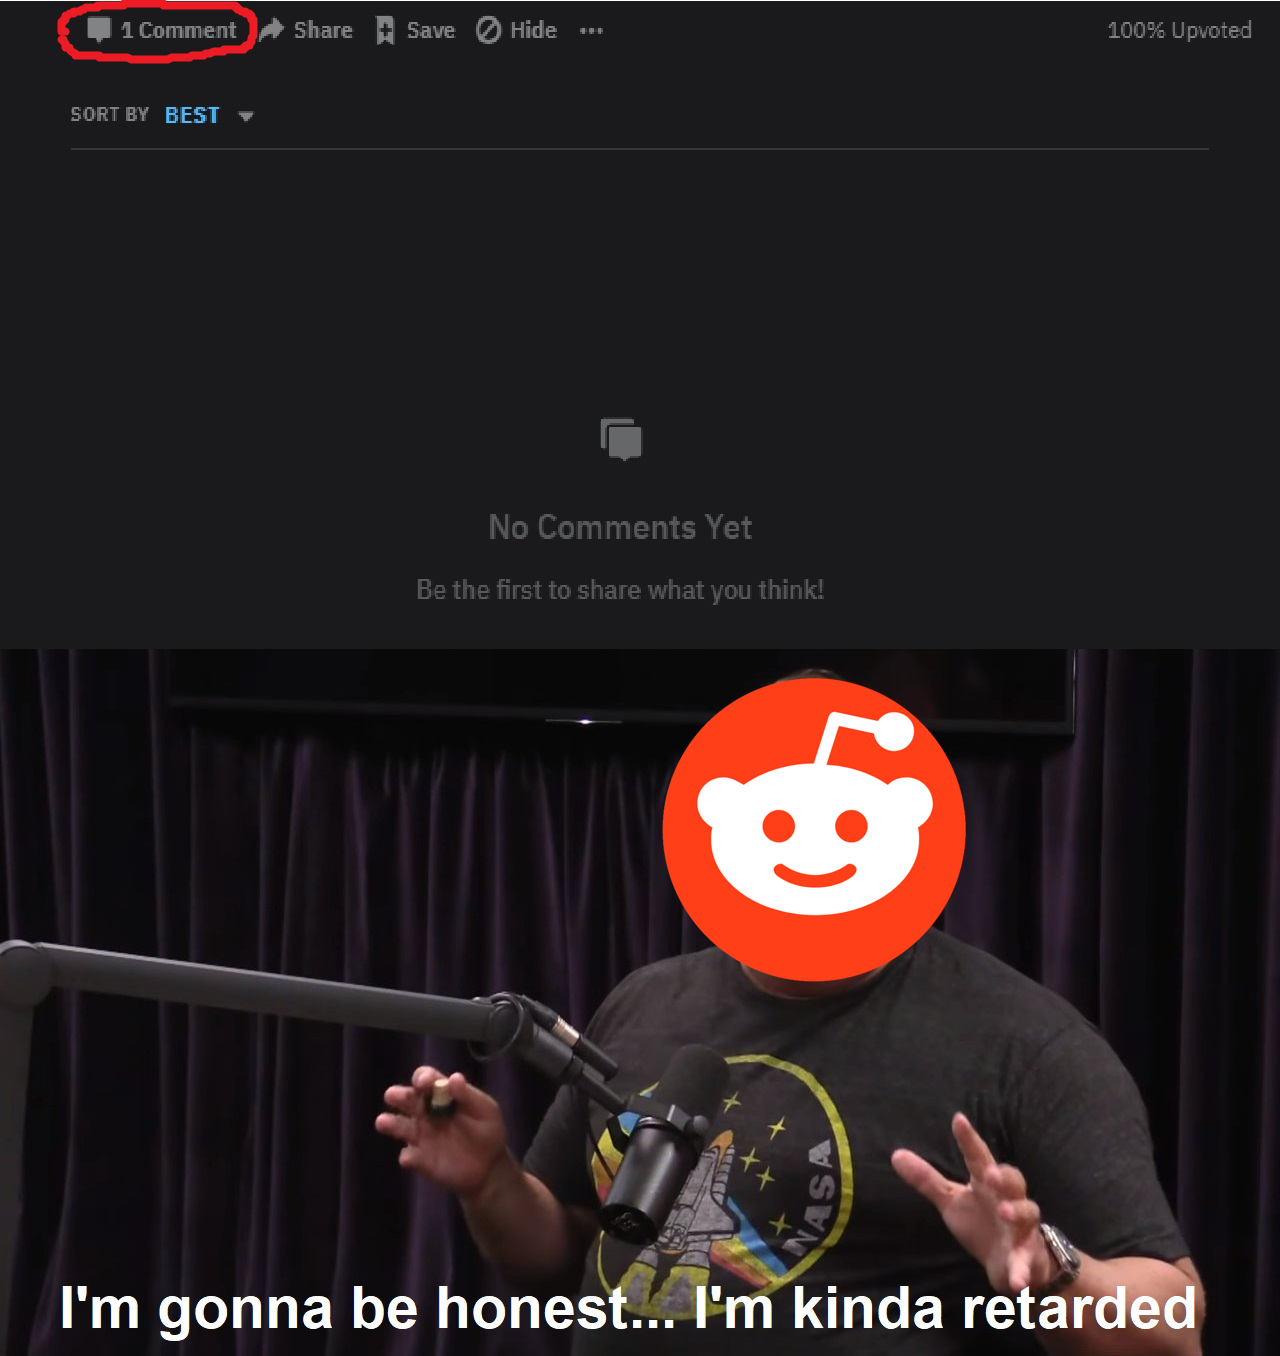 1 Comment Share Save Hide ... 100% Upvoted
SORT BY BEST
No Comments Yet
Be the first to share what you think!
NASA
I'm gonna be honest... I'm kinda retarded